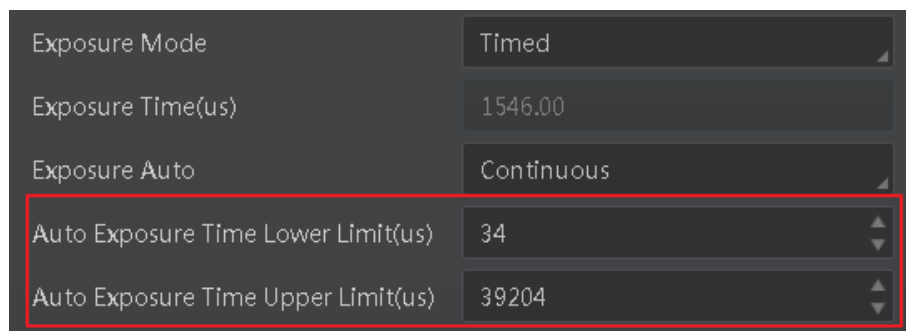 Exposure Mode Timed
Exposure Time(us) 1546.00
Exposure Auto Continuous
Auto Exposure Time Lower Limit(us) 34
Auto Exposure Time Upper Limit(us) 39204